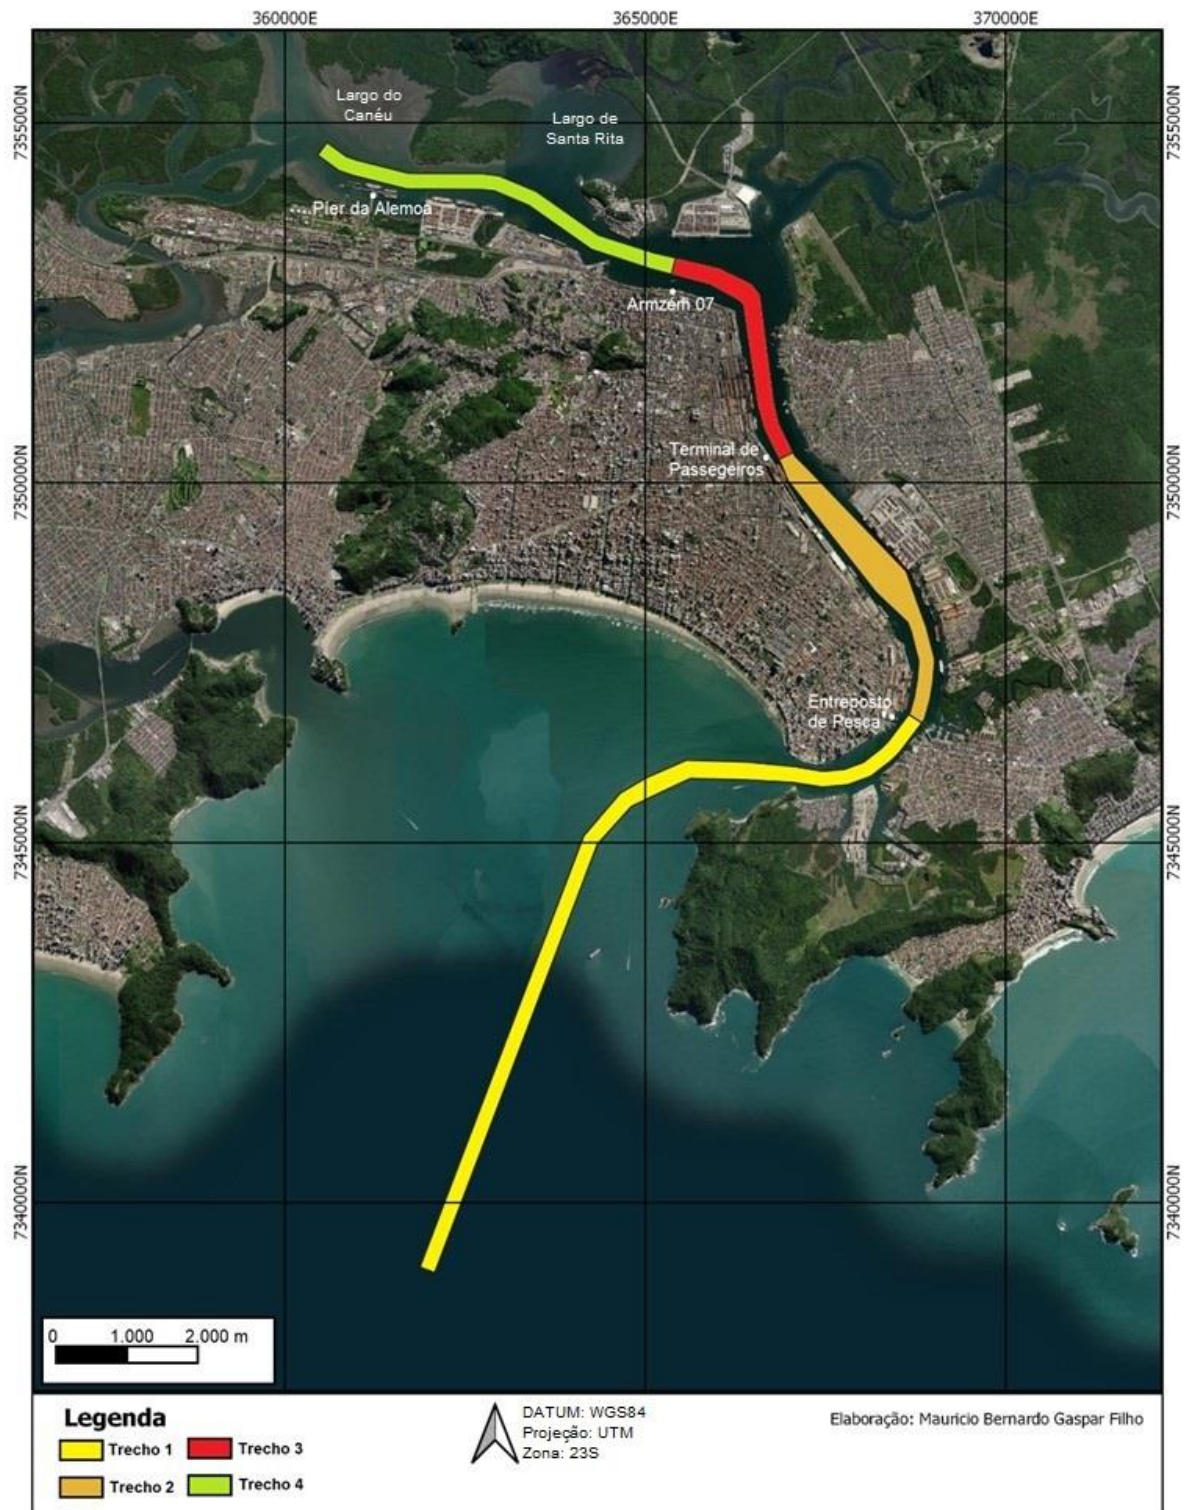 360000E 365000E 370000E
7355000N
7355000N
Largo do
Canéu
Largo de
Santa Rita
Píer da Alemoa
Armzém 07
Terminal de
Passegeiros
7350000N
7350000N
Entreposto
de Pesca
7345000N
7345000N
7340000N
7340000N
0 1.000 2.000 m
Legenda
Trecho 1
Trecho 3
Trecho 2
Trecho 4
DATUM: WGS84
Projeção: UTM
Zona: 23S
Elaboração: Mauricio Bernardo Gaspar Filho